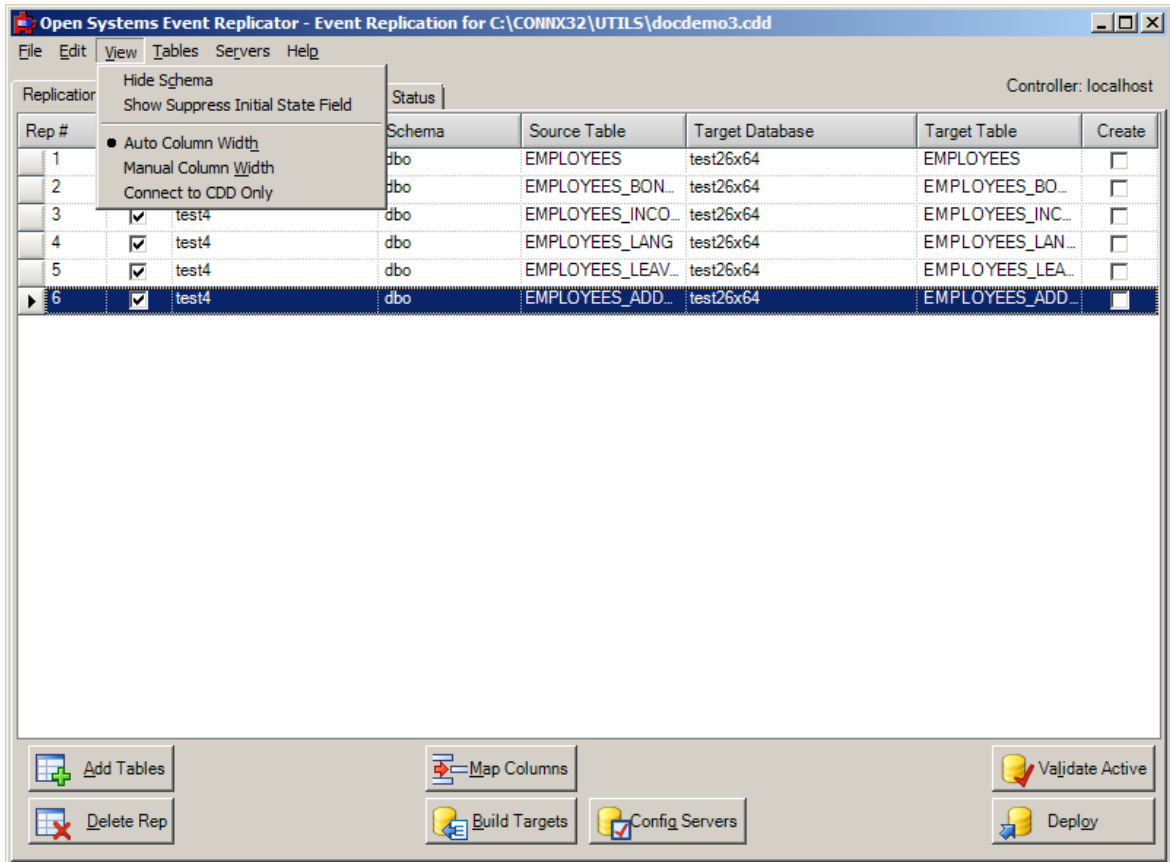 Open Systems Event Replicator - Event Replication for C:\CONNX32\UTILS\docdemo3.cdd
File Edit View Tables Servers Help
Controller: localhost
Replication Status
Hide Schema
Show Suppress Initial State Field
Auto Column Width
Manual Column Width
Connect to CDD Only
Rep # Schema Source Table Target Database Target Table Create
1 dbo EMPLOYEES test26x64 EMPLOYEES
2 dbo EMPLOYEES_BON... test26x64 EMPLOYEES_BO...
3 test4 dbo EMPLOYEES_INCO... test26x64 EMPLOYEES_INC...
4 test4 dbo EMPLOYEES_LANG test26x64 EMPLOYEES_LAN...
5 test4 dbo EMPLOYEES_LEAV... test26x64 EMPLOYEES_LEA...
6 test4 dbo EMPLOYEES_ADD... test26x64 EMPLOYEES_ADD...
Add Tables Map Columns Validate Active
Delete Rep Build Targets Config Servers Deploy